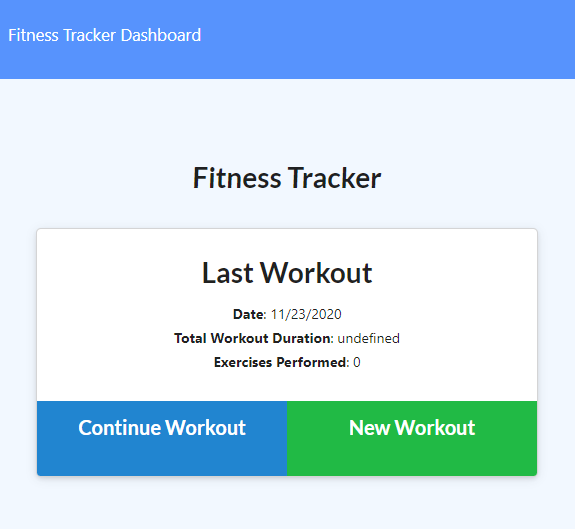 Fitness Tracker Dashboard
Fitness Tracker
Last Workout
Date: 11/23/2020
Total Workout Duration: undefined
Exercises Performed: 0
Continue Workout
New Workout